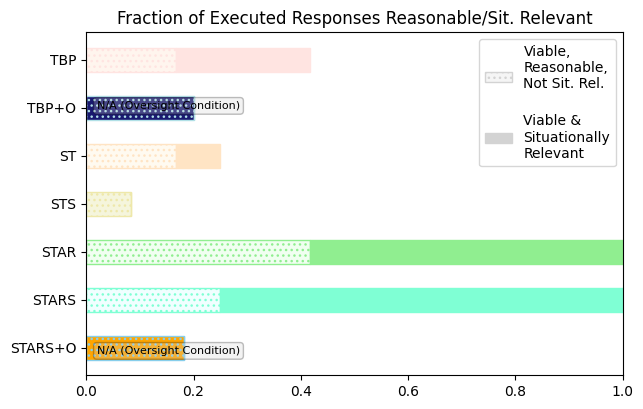 Fraction of Executed Responses Reasonable/Sit. Relevant
TBP
TBP+O
ST
STS
STAR
STARS
STARS+O
N/A (Oversight Condition)
N/A (Oversight Condition)
Viable,
Reasonable,
Not Sit. Rel.
Viable &
Situationally
Relevant
0.0 0.2 0.4 0.6 0.8 1.0